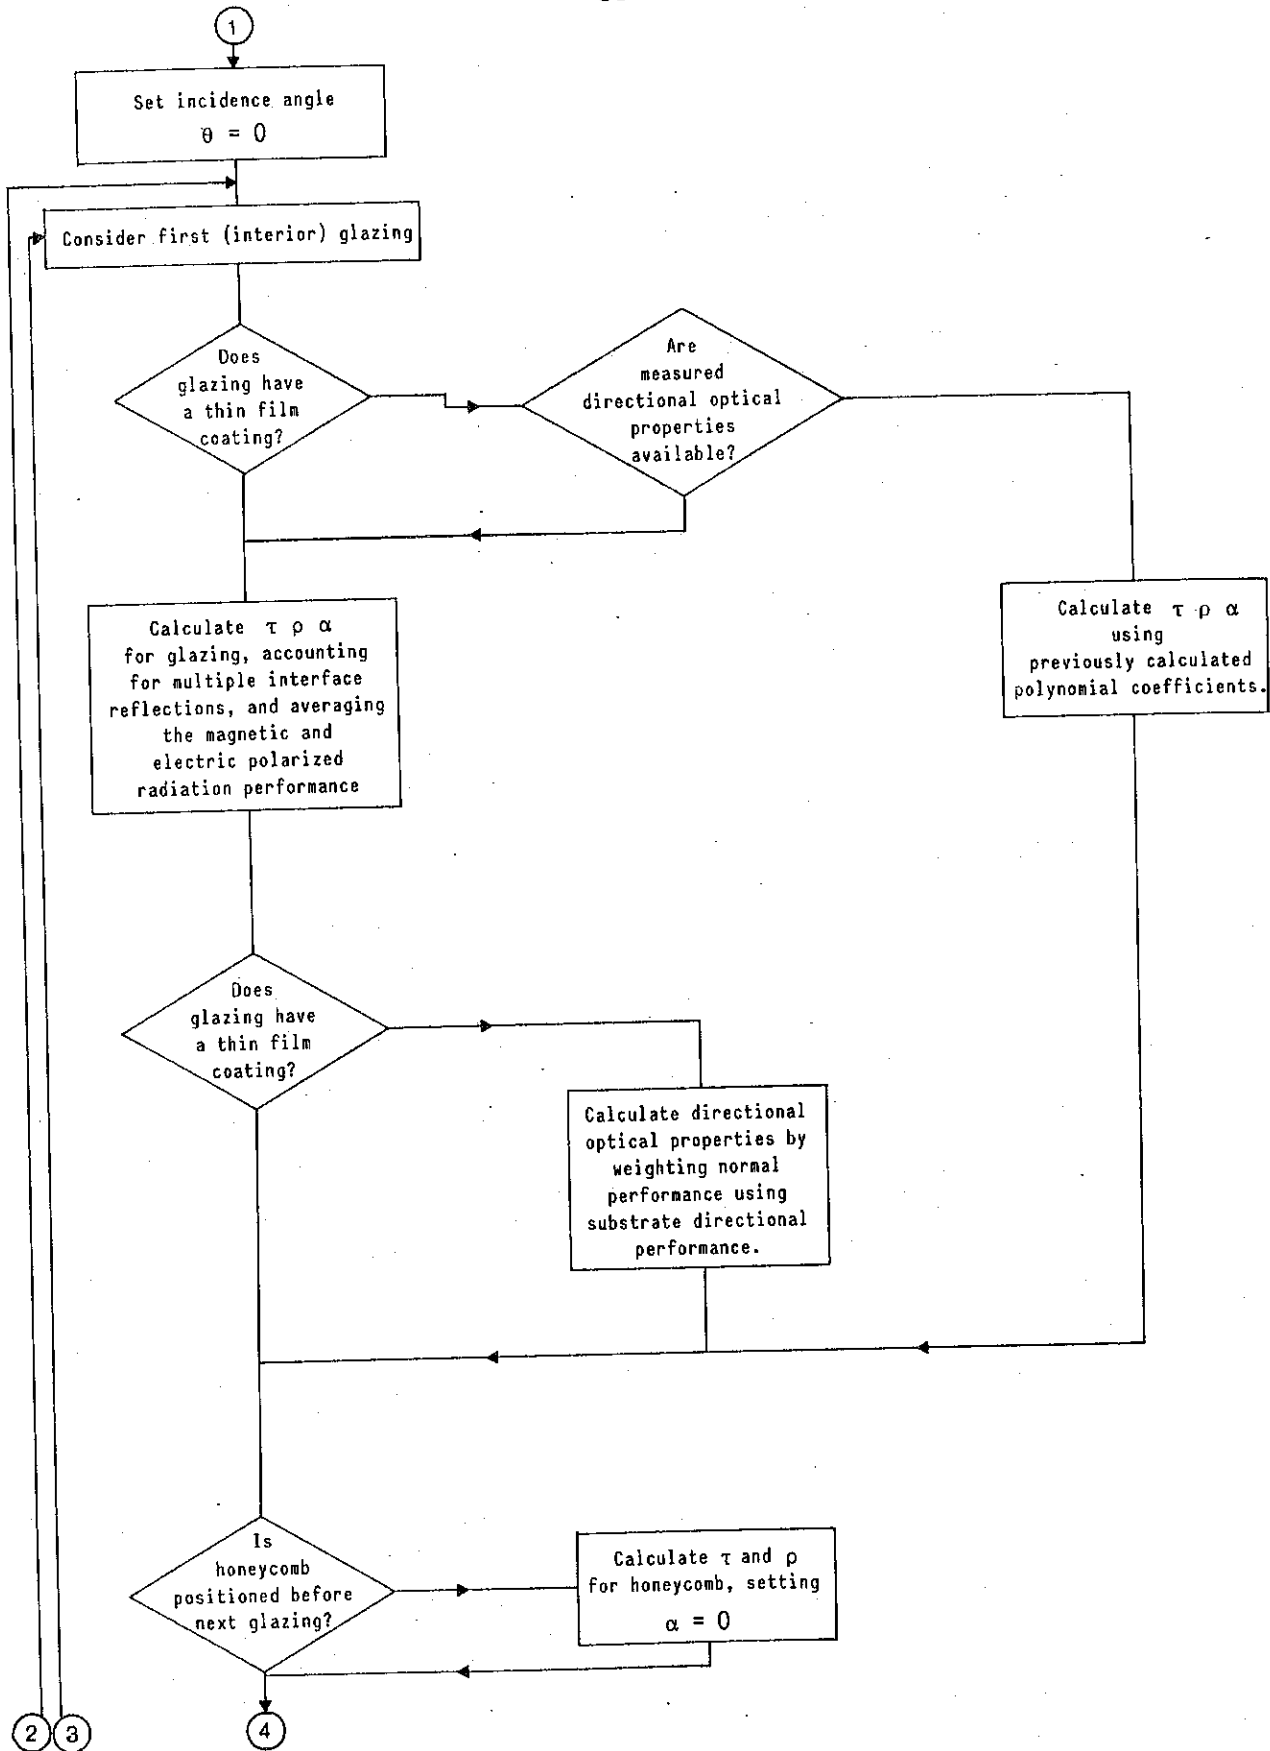 1
Set incidence angle
θ = 0
Consider first (interior) glazing
Does
glazing have
a thin film
coating?
Are
measured
directional optical
properties
available?
Calculate τ ρ α
for glazing, accounting
for multiple interface
reflections, and averaging
the magnetic and
electric polarized
radiation performance
Calculate τ ρ α
using
previously calculated
polynomial coefficients.
Does
glazing have
a thin film
coating?
Calculate directional
optical properties by
weighting normal
performance using
substrate directional
performance.
Is
honeycomb
positioned before
next glazing?
Calculate τ and ρ
for honeycomb, setting
α = 0
2
3
4